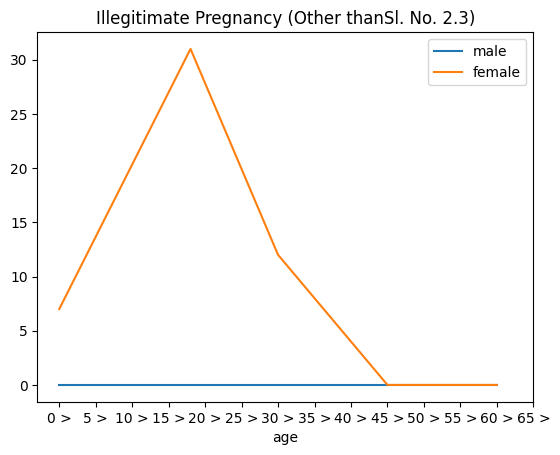 Illegitimate Pregnancy (Other thanSl. No. 2.3)
male
female
30
25
20
15
10
5
0
0 > 5 > 10 > 15 > 20 > 25 > 30 > 35 > 40 > 45 > 50 > 55 > 60 > 65 >
age